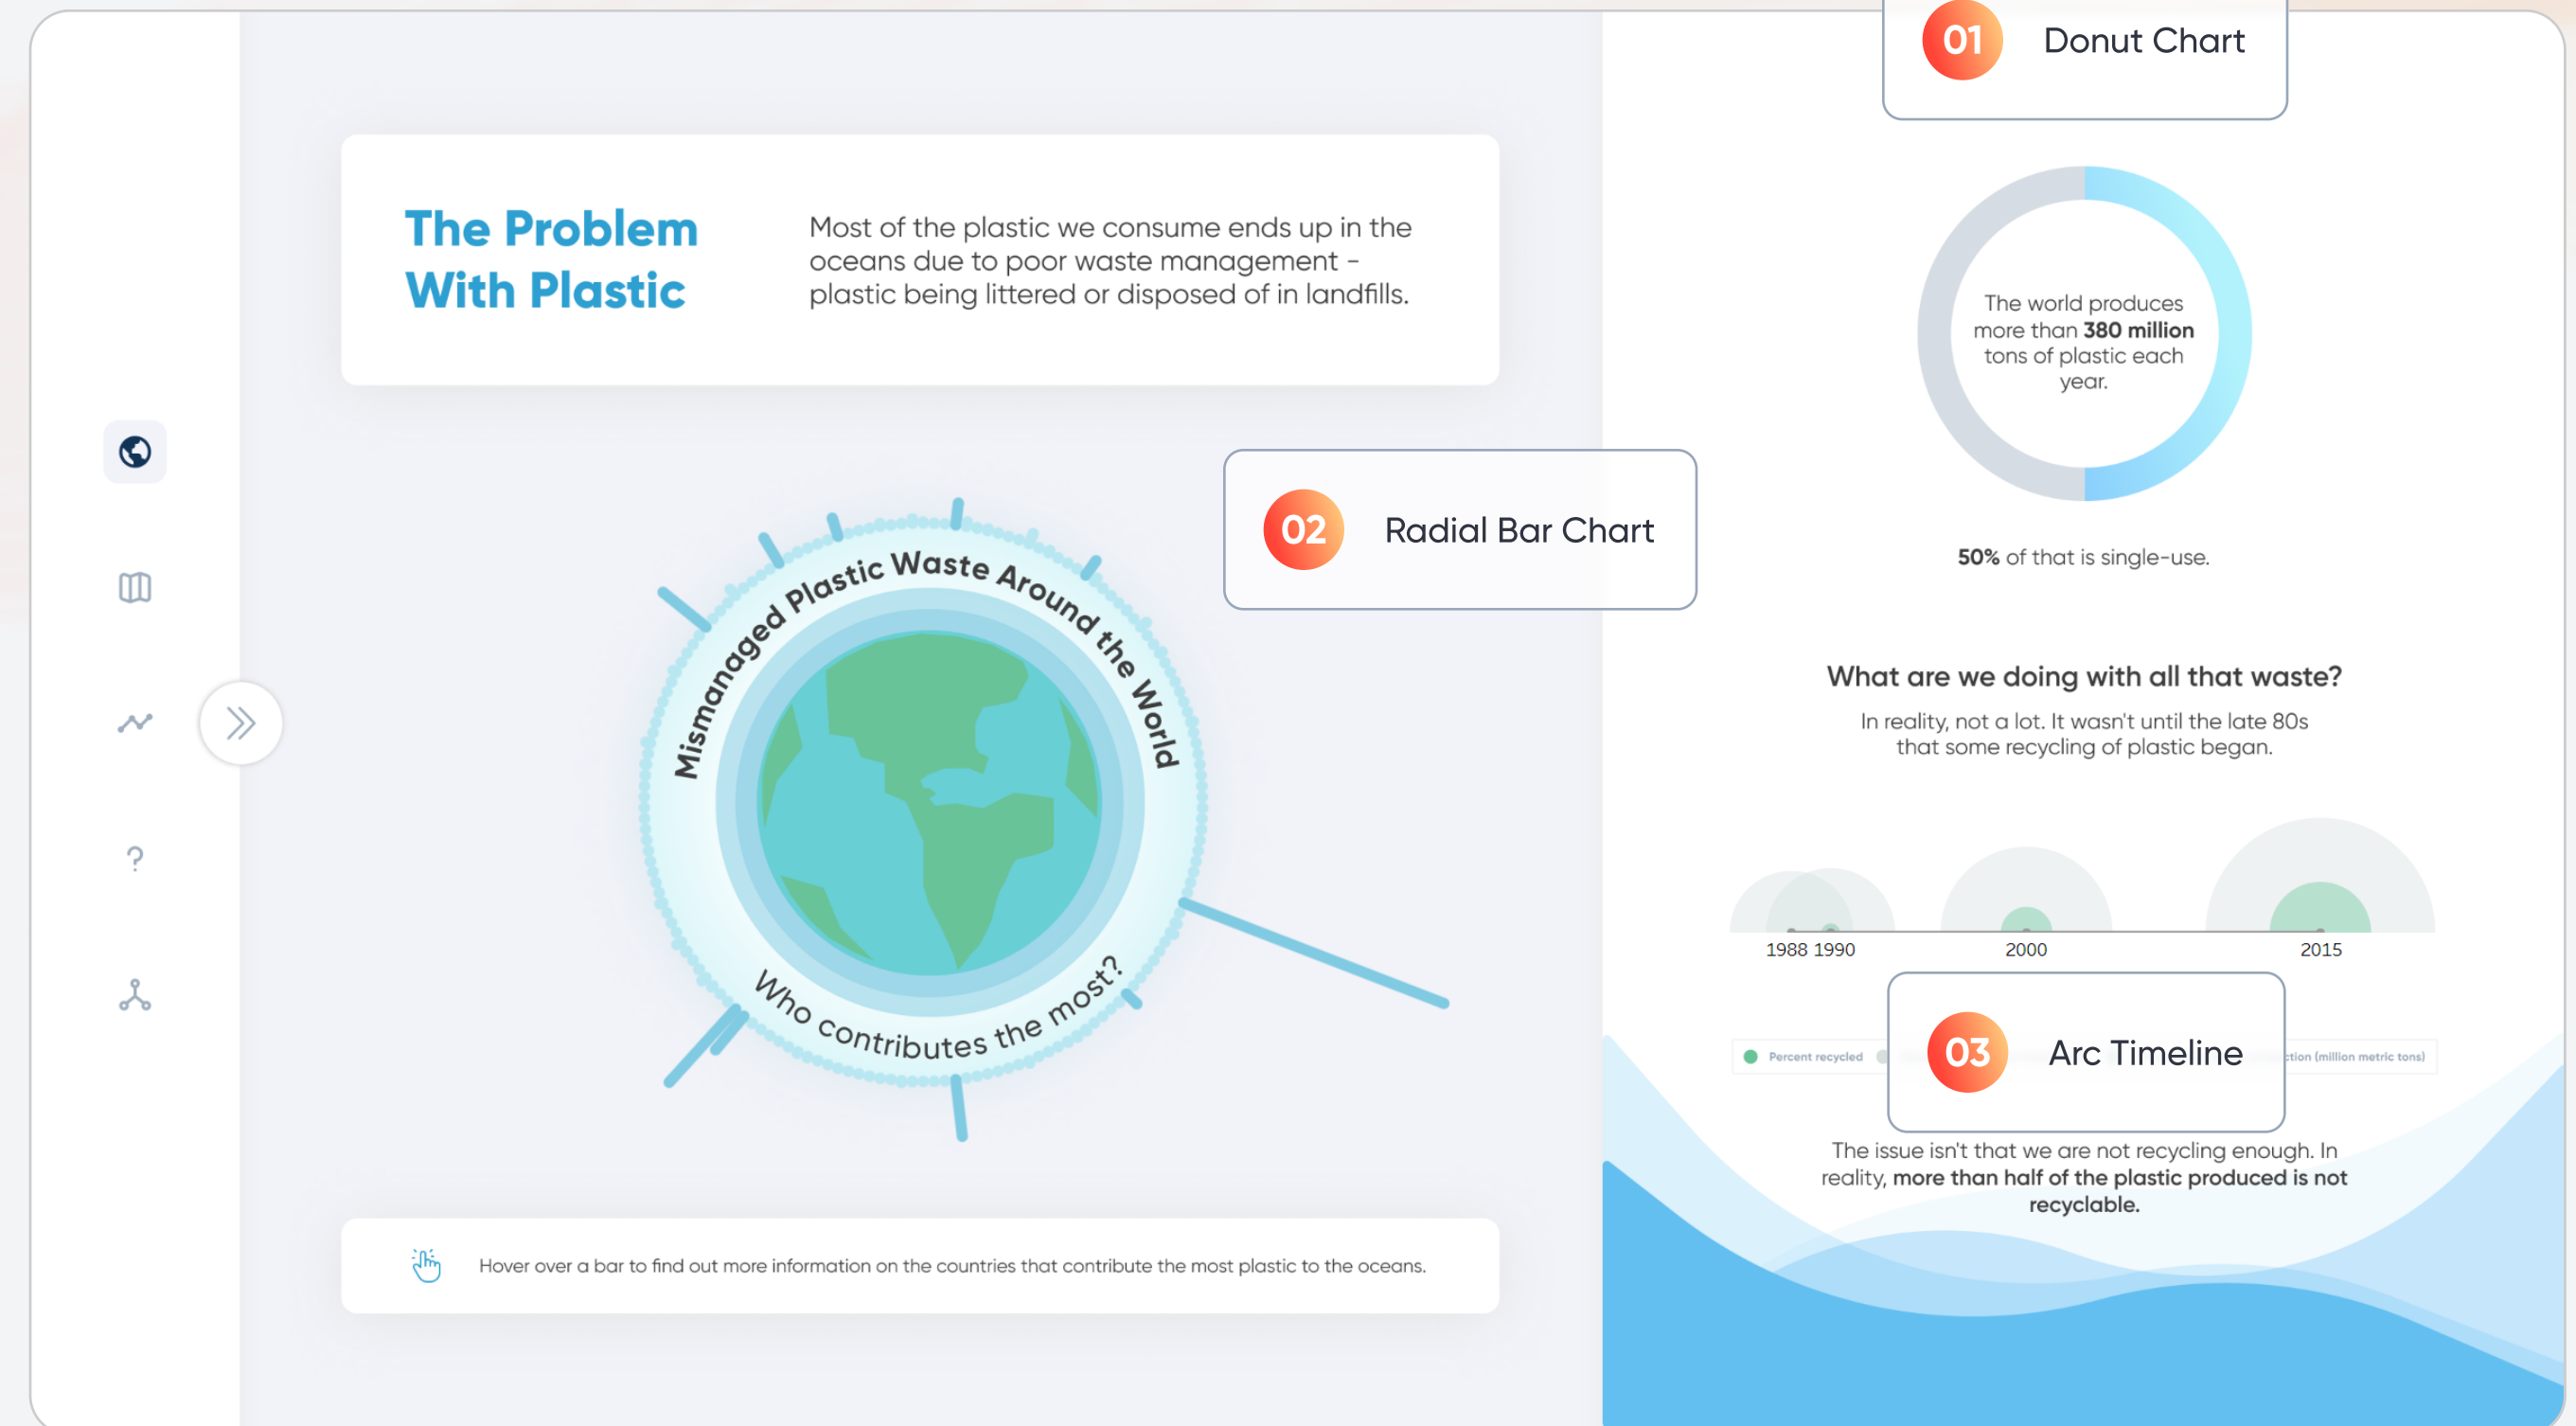 01 Donut Chart
The Problem
With Plastic
Most of the plastic we consume ends up in the
oceans due to poor waste management -
plastic being littered or disposed of in landfills.
The world produces
more than 380 million
tons of plastic each
year.
50% of that is single-use.
02 Radial Bar Chart
Mismanaged Plastic Waste Around the World
Who contributes the most?
What are we doing with all that waste?
In reality, not a lot. It wasn't until the late 80s
that some recycling of plastic began.
1988 1990 2000 2015
?
Percent recycled
03 Arc Timeline
(million metric tons)
The issue isn't that we are not recycling enough. In
reality, more than half of the plastic produced is not
recyclable.
Hover over a bar to find out more information on the countries that contribute the most plastic to the oceans.